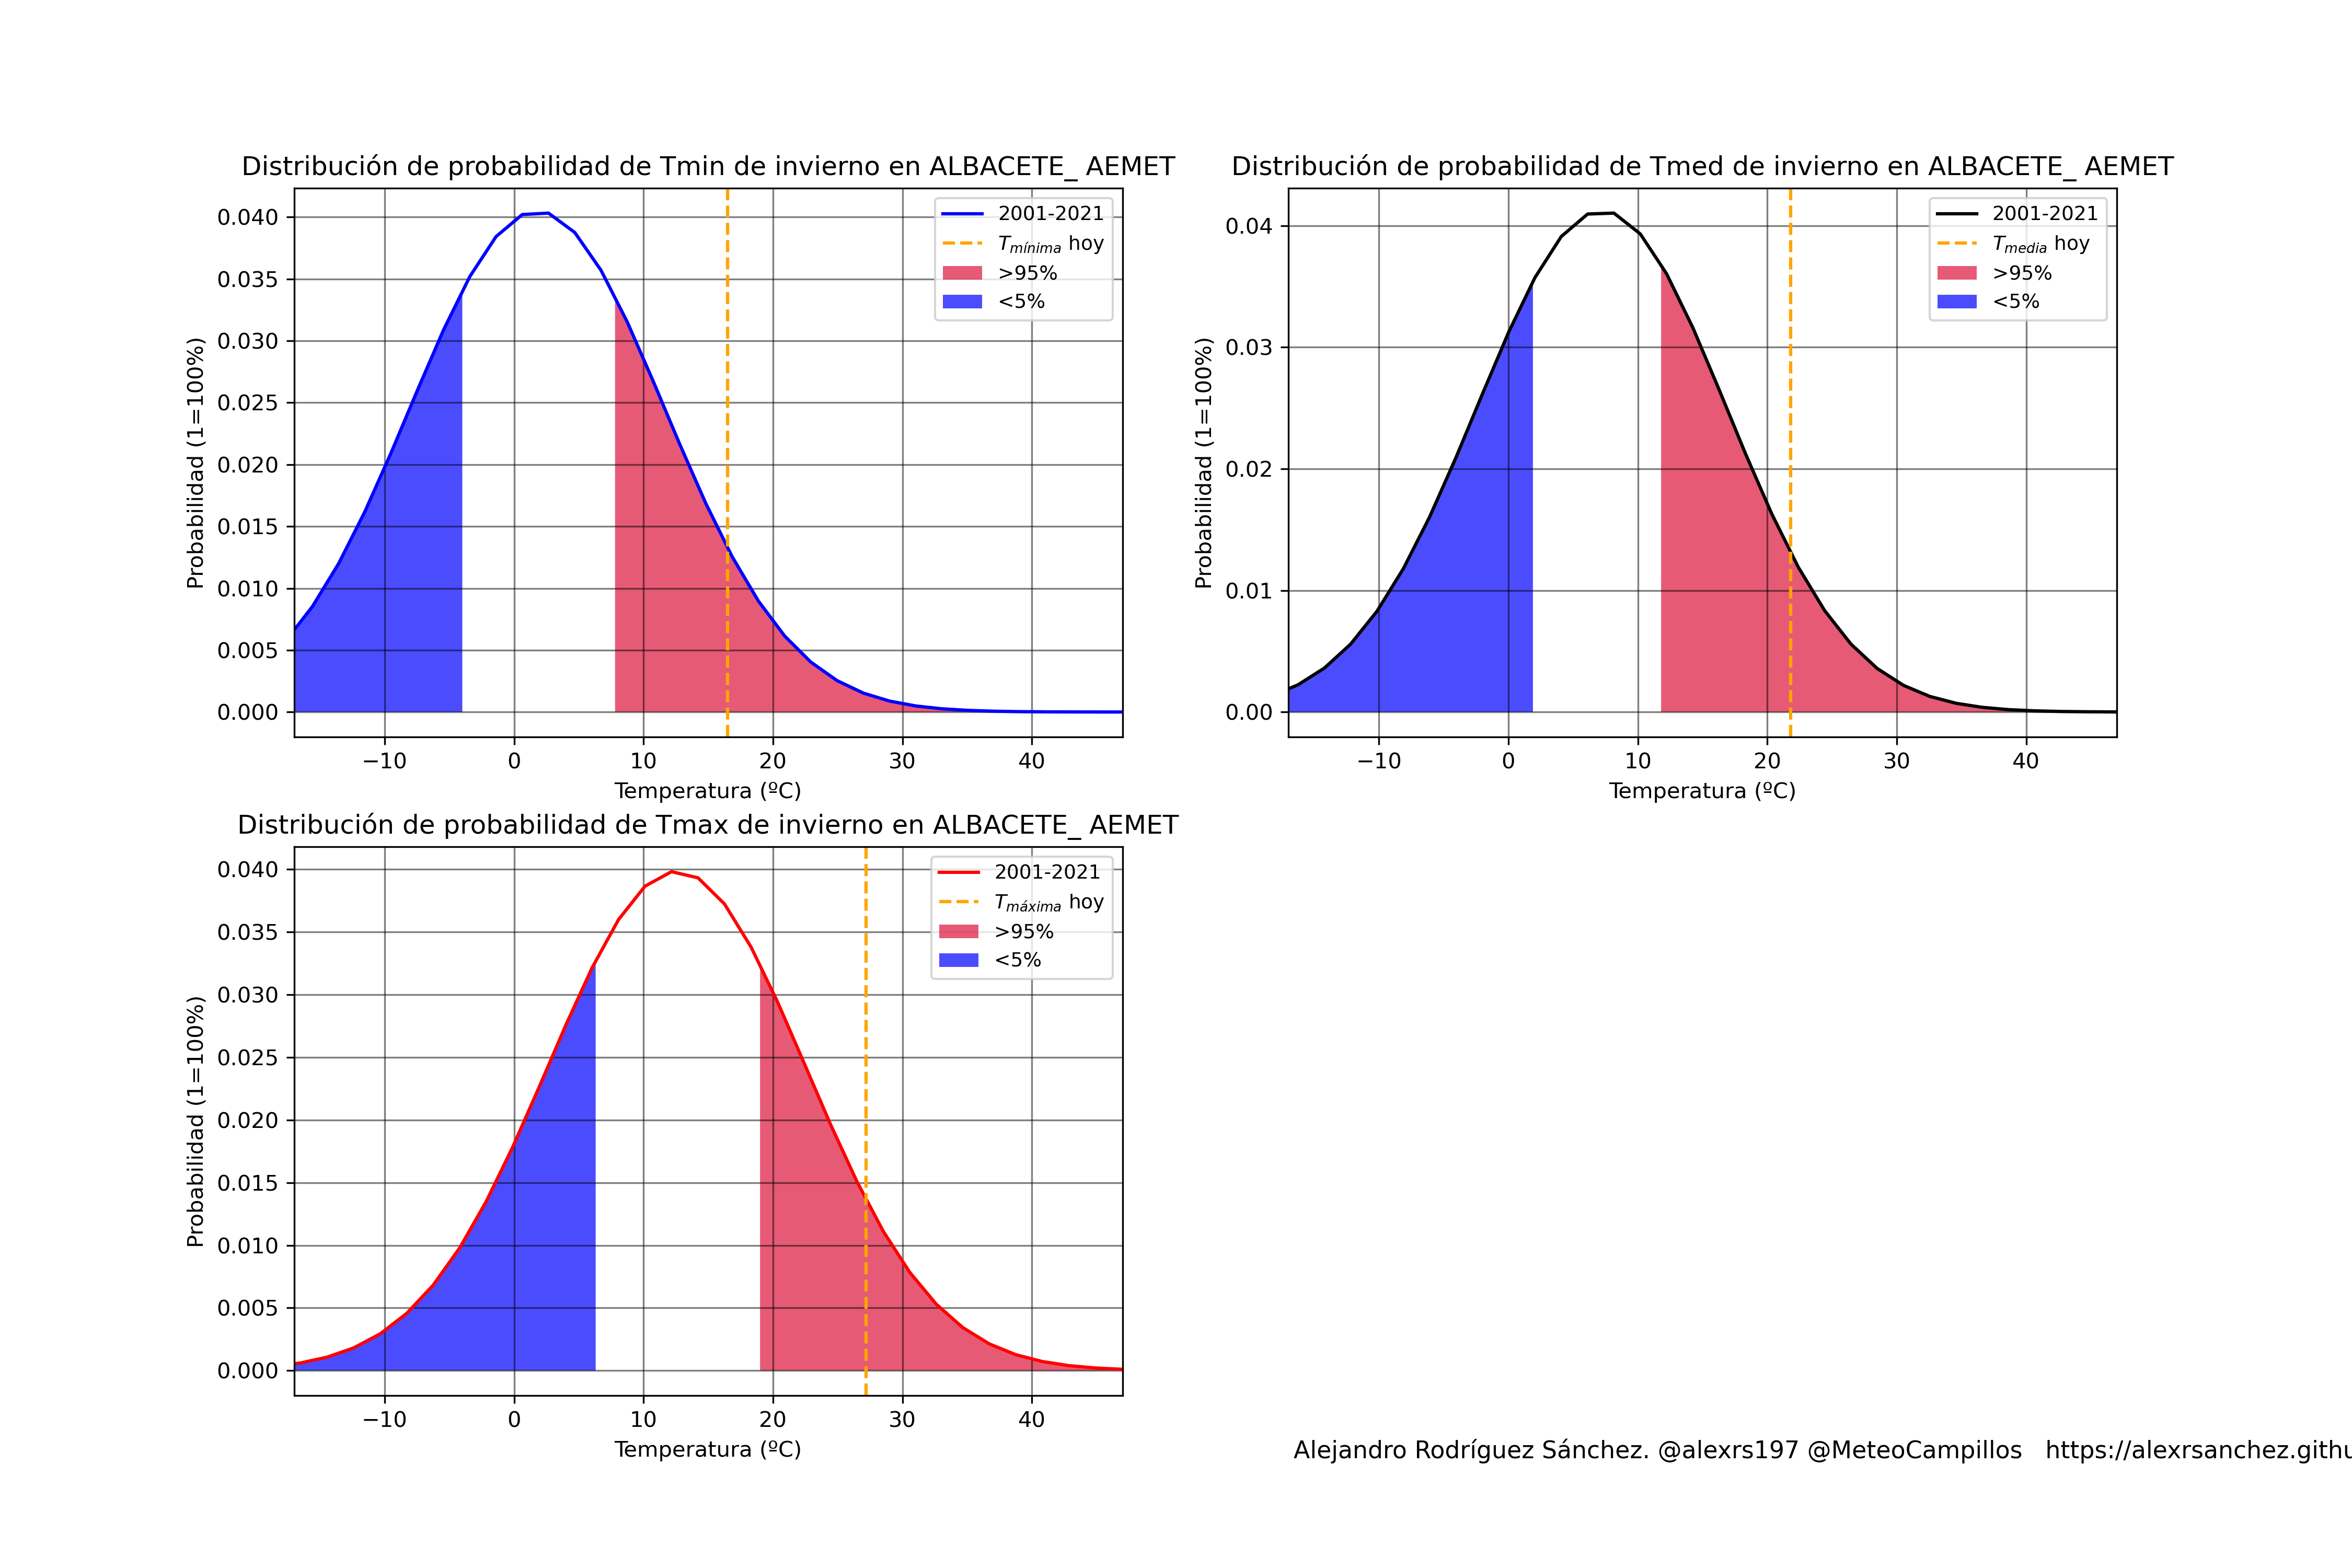 Distribución de probabilidad de Tmin de invierno en ALBACETE_ AEMET
0.040
0.035
0.030
0.025
0.020
0.015
0.010
0.005
0.000
Probabilidad (1=100%)
2001-2021
Tmínima hoy
>95%
<5%
−10 0 10 20 30 40
Temperatura (ºC)
Distribución de probabilidad de Tmed de invierno en ALBACETE_ AEMET
0.04
0.03
0.02
0.01
0.00
Probabilidad (1=100%)
2001-2021
Tmedia hoy
>95%
<5%
−10 0 10 20 30 40
Temperatura (ºC)
Distribución de probabilidad de Tmax de invierno en ALBACETE_ AEMET
0.040
0.035
0.030
0.025
0.020
0.015
0.010
0.005
0.000
Probabilidad (1=100%)
2001-2021
Tmáxima hoy
>95%
<5%
−10 0 10 20 30 40
Temperatura (ºC)
Alejandro Rodríguez Sánchez. @alexrs197 @MeteoCampillos https://alexrsanchez.githu